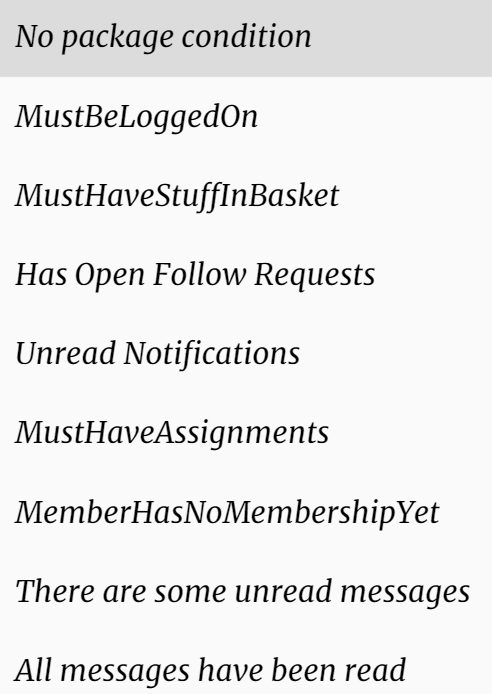 No package condition
MustBeLoggedOn
MustHaveStuffInBasket
Has Open Follow Requests
Unread Notifications
MustHaveAssignments
MemberHasNoMembershipYet
There are some unread messages
All messages have been read